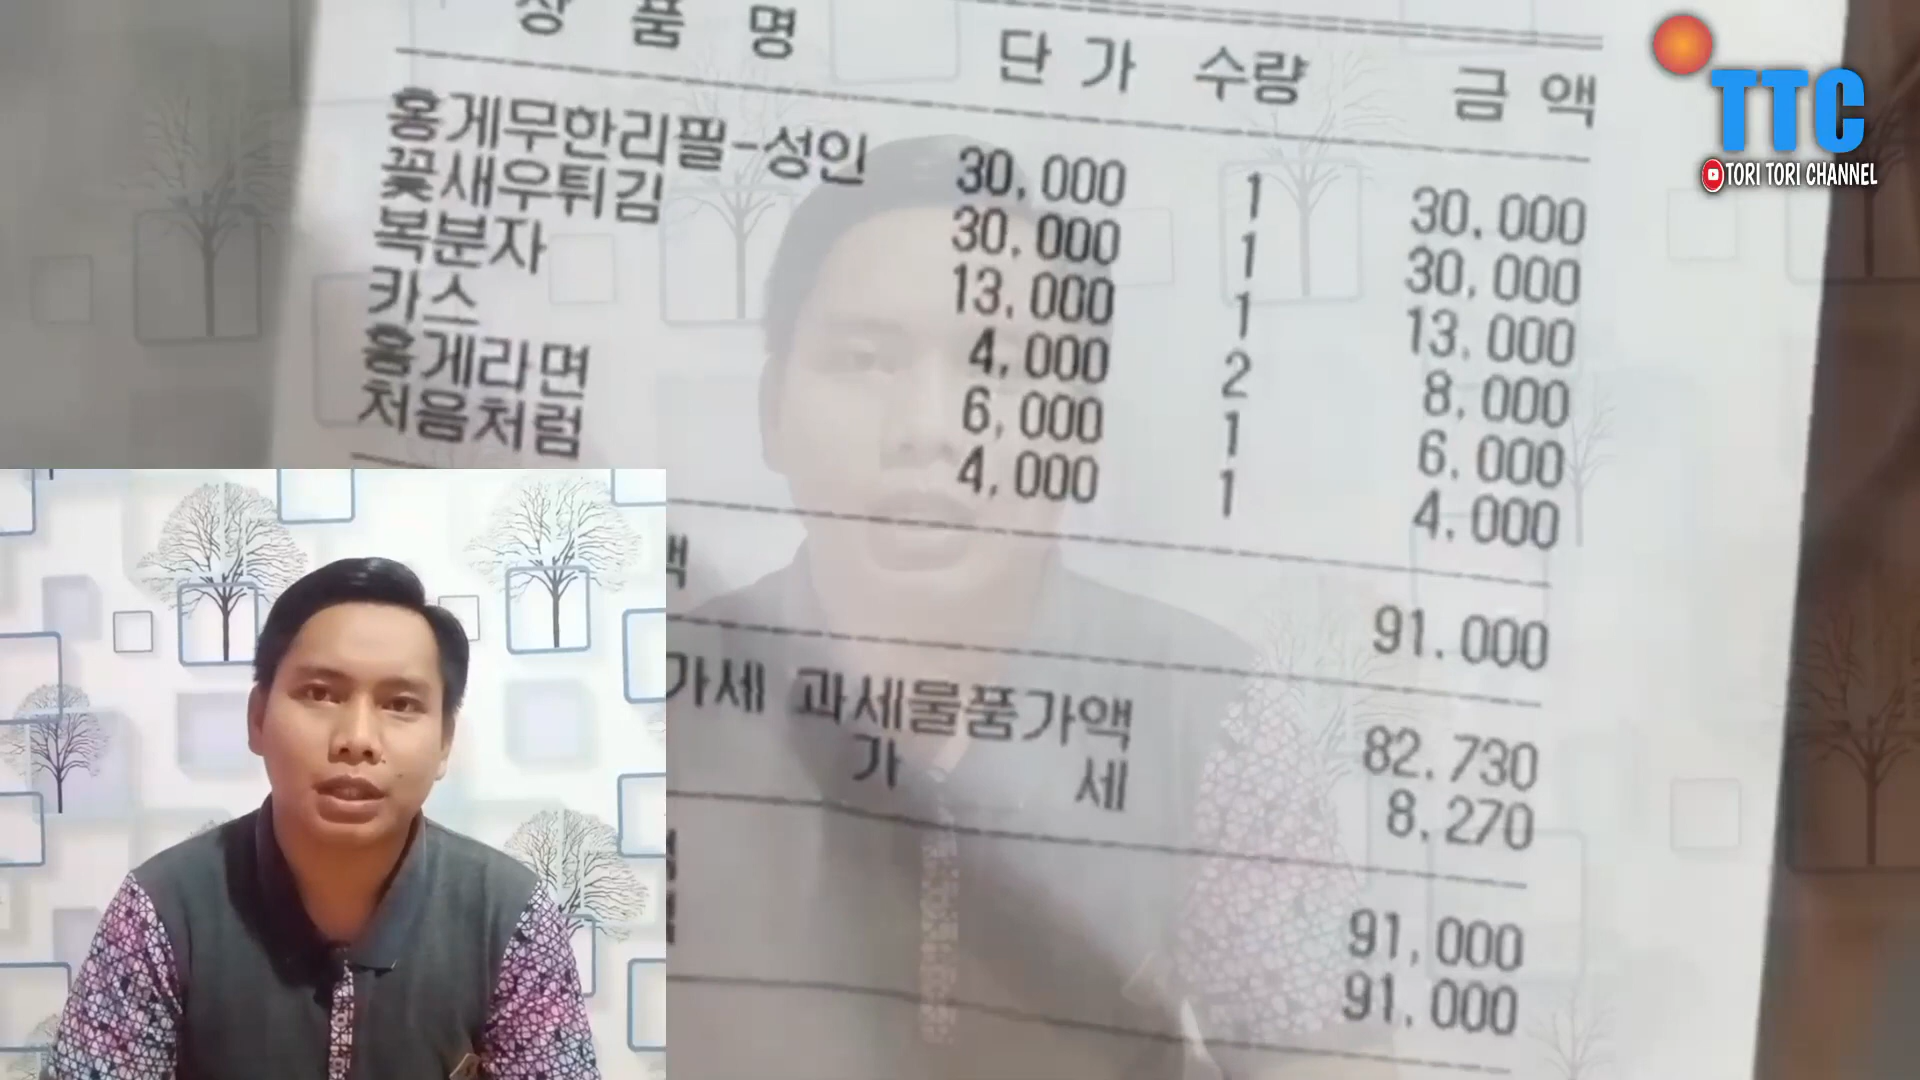 상 품 명 단 가 수량 금 액
홍게무한리필-성인 30,000 1 30,000
꽃새우튀김 30,000 1 30,000
복분자 13,000 1 13,000
카스 4,000 2 8,000
홍게라면 6,000 1 6,000
처음처럼 4,000 1 4,000
액 91,000
가세 과세물품가액 82,730
가 세 8,270
91,000
91,000
TTC
TORI TORI CHANNEL